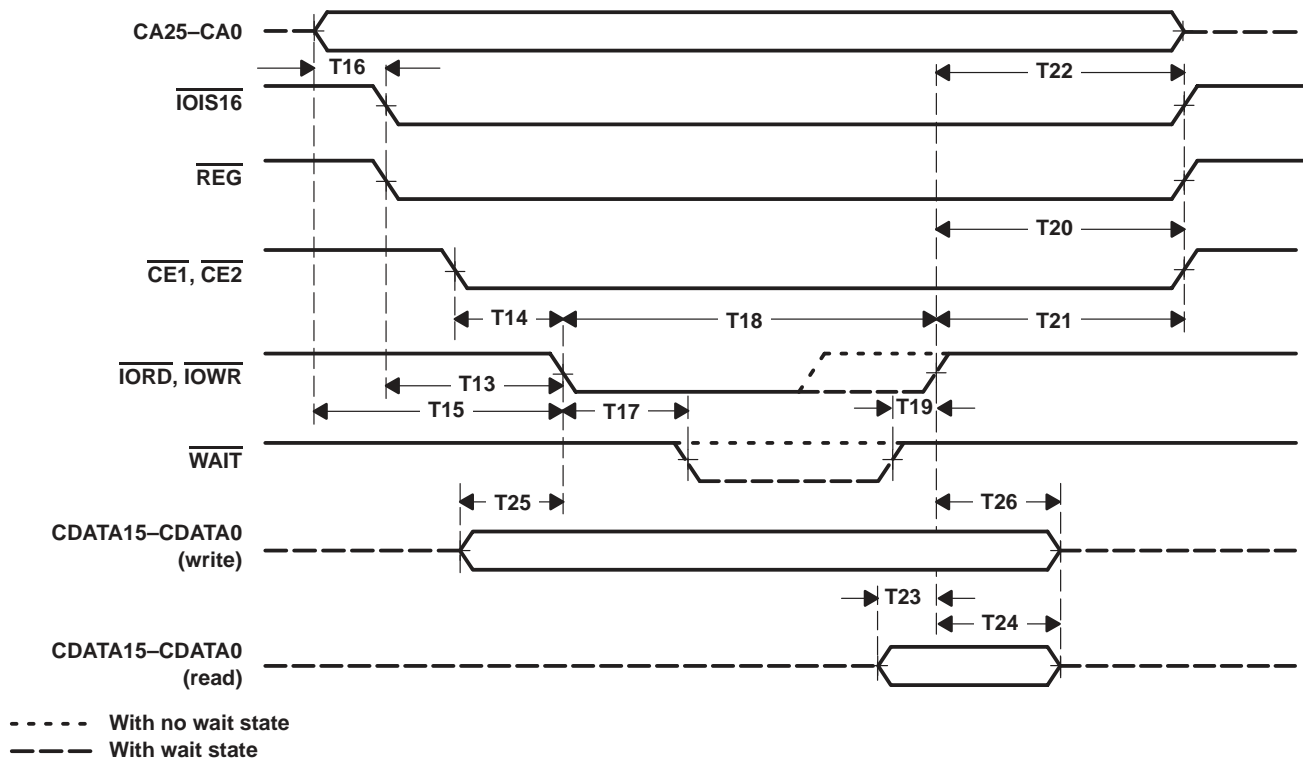 CA25–CA0
T16
T22
IOIS16
REG
T20
CE1, CE2
T14
T18
T21
IORD, IOWR
T13
T15
T17
T19
WAIT
T25
T26
CDATA15–CDATA0
(write)
T23
T24
CDATA15–CDATA0
(read)
With no wait state
With wait state